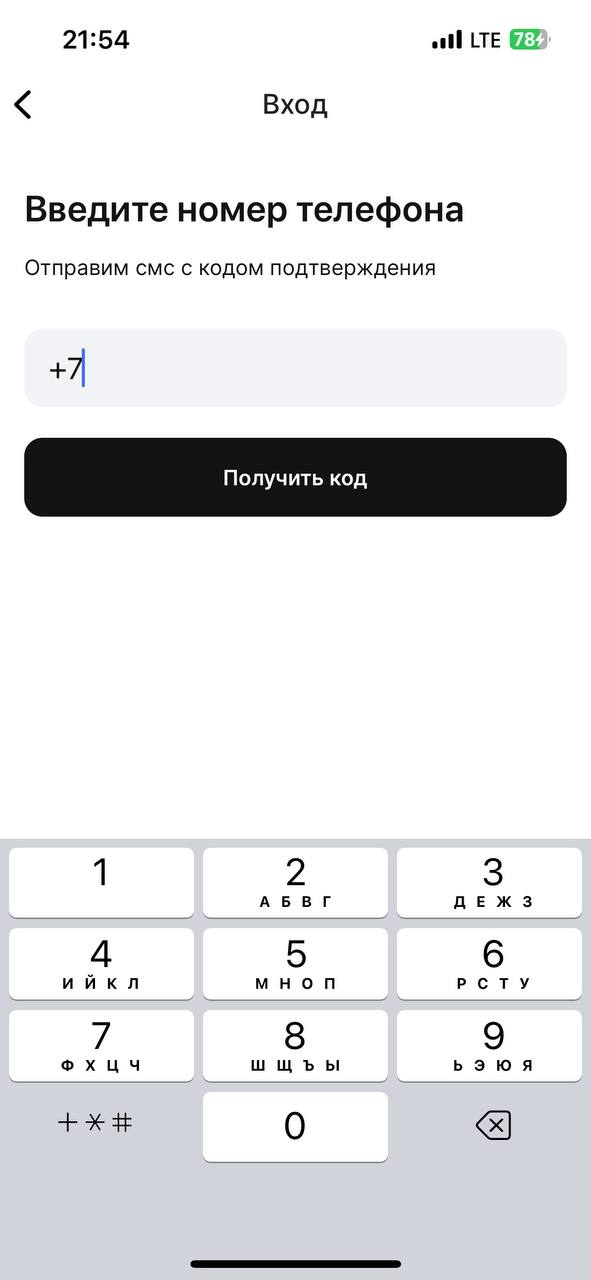 21:54 LTE 78
Вход
Введите номер телефона
Отправим смс с кодом подтверждения
+7
Получить код
1 2 3
А Б В Г Д Е Ж З
4 5 6
И Й К Л М Н О П Р С Т У
7 8 9
Ф Х Ц Ч Ш Щ Ъ Ы Ь Э Ю Я
+ * # 0